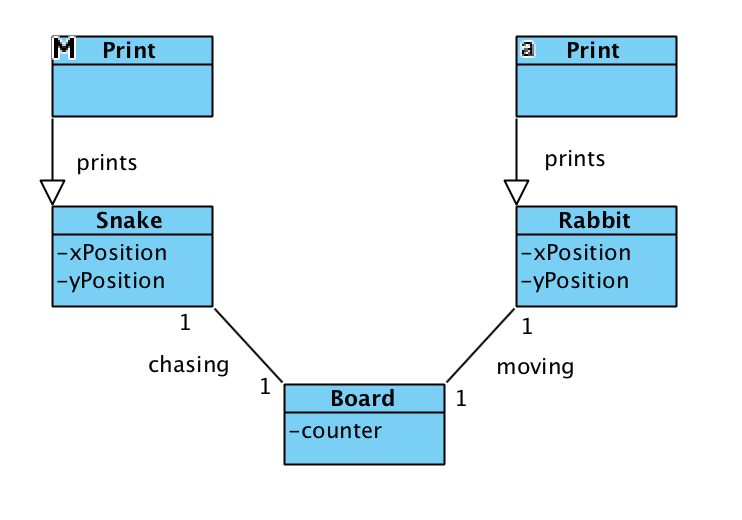 M Print
a Print
prints
prints
Snake
-xPosition
-yPosition
Rabbit
-xPosition
-yPosition
1
1
chasing
moving
1
1
Board
-counter